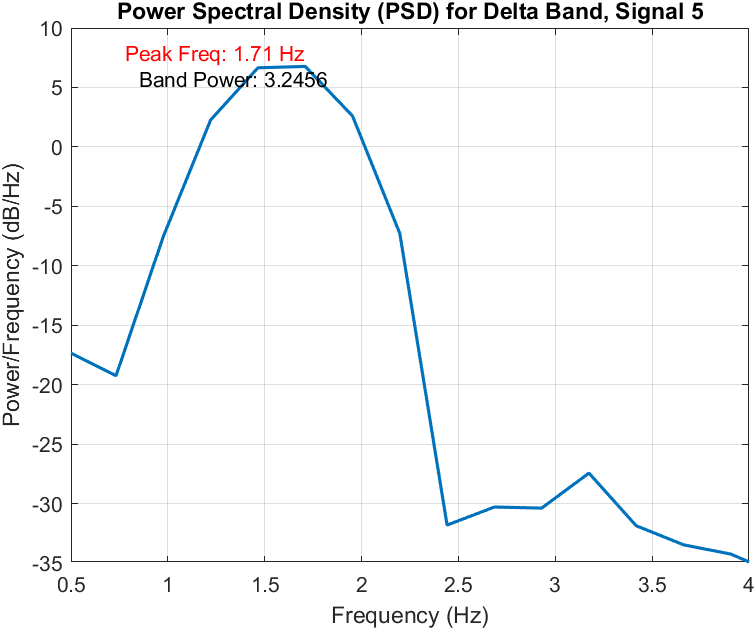 Power Spectral Density (PSD) for Delta Band, Signal 5
Peak Freq: 1.71 Hz
Band Power: 3.2456
Power/Frequency (dB/Hz)
10
5
0
-5
-10
-15
-20
-25
-30
-35
0.5 1 1.5 2 2.5 3 3.5 4
Frequency (Hz)